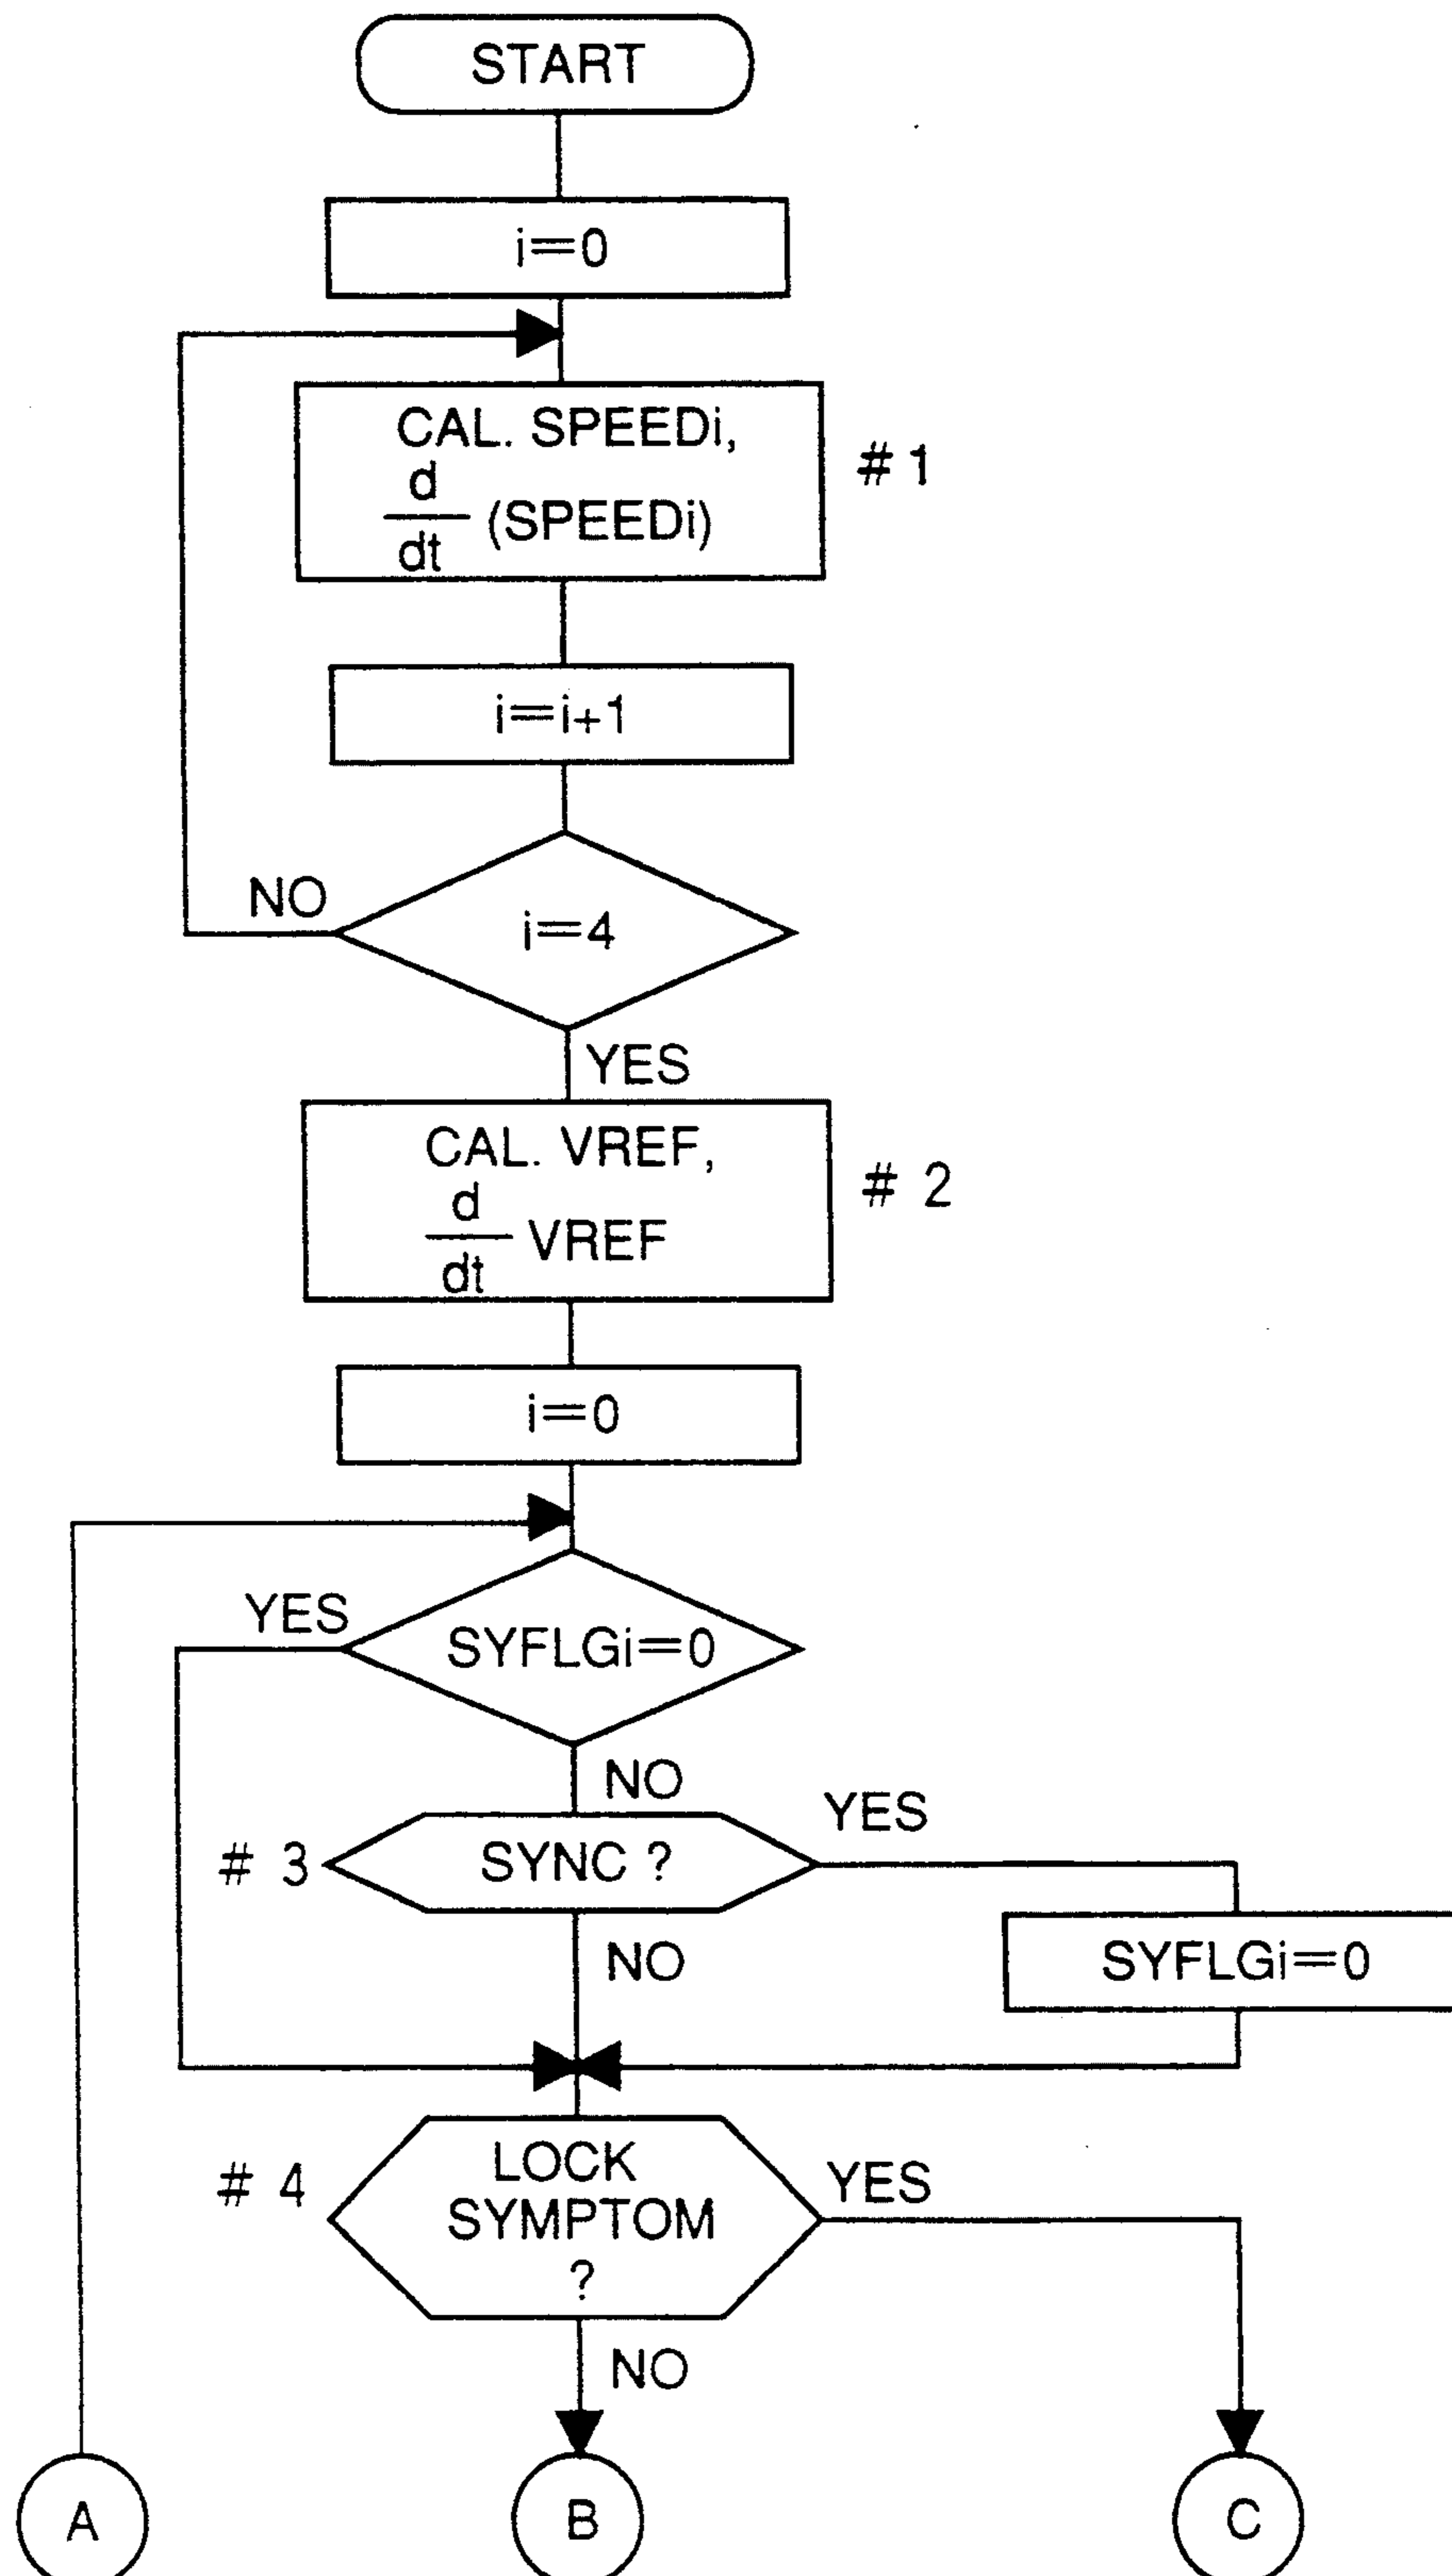 START
i=0
CAL. SPEEDi,
d
dt
(SPEEDi)
# 1
i=i+1
NO
i=4
YES
CAL. VREF,
d
dt
VREF
# 2
i=0
YES
SYFLGi=0
NO
YES
# 3
SYNC ?
NO
SYFLGi=0
# 4
LOCK
SYMPTOM
?
YES
NO
A
B
C